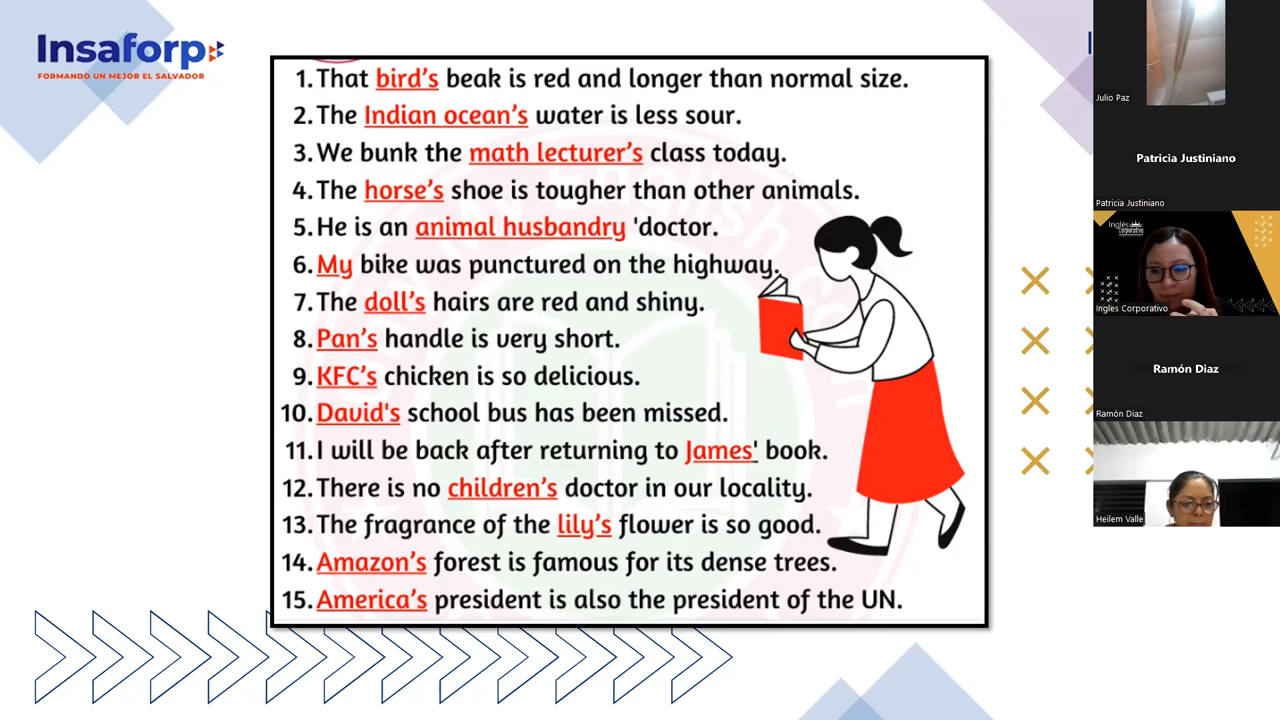 Insaforp
FORMANDO UN MEJOR EL SALVADOR
1. That bird's beak is red and longer than normal size.
2. The Indian ocean's water is less sour.
3. We bunk the math lecturer's class today.
4. The horse's shoe is tougher than other animals.
5. He is an animal husbandry 'doctor.
6. My bike was punctured on the highway.
7. The doll's hairs are red and shiny.
8. Pan's handle is very short.
9. KFC's chicken is so delicious.
10. David's school bus has been missed.
11. I will be back after returning to James' book.
12. There is no children's doctor in our locality.
13. The fragrance of the lily's flower is so good.
14. Amazon's forest is famous for its dense trees.
15. America's president is also the president of the UN.
Julio Paz
Patricia Justiniano
Patricia Justiniano
Inglés
Corporativo
Ingles Corporativo
Ramón Diaz
Ramón Diaz
Heilem Valle